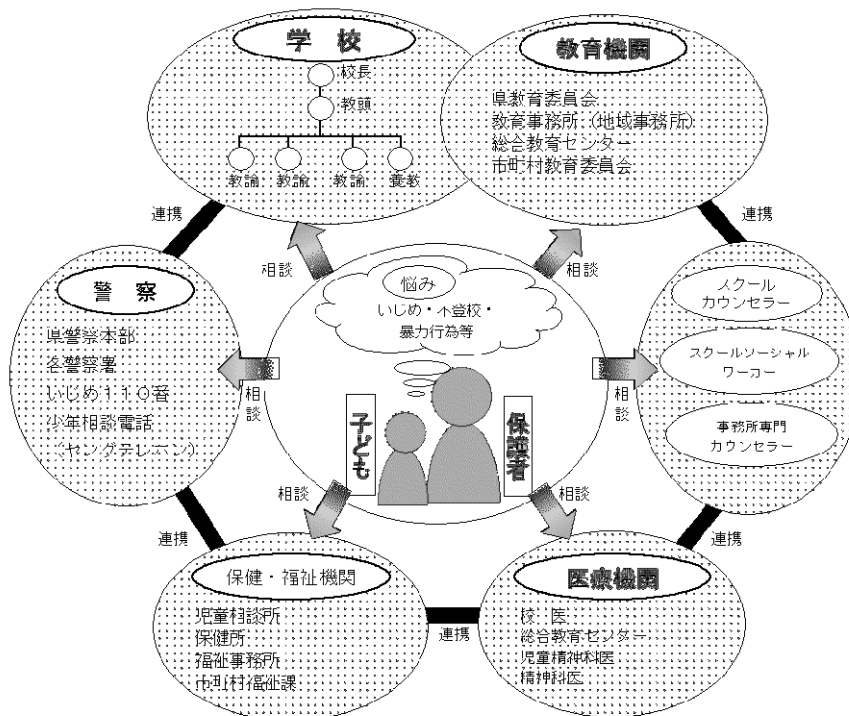 学 校
校長
教頭
教諭 教諭 教諭 養教
教育機関
県教育委員会
教育事務所（地域事務所）
総合教育センター
市町村教育委員会
連携
連携
相談
相談
警 察
県警察本部
各警察署
いじめ１１０番
少年相談電話
（ヤングテレホン）
悩み
いじめ・不登校・
暴力行為等
スクール
カウンセラー
スクールソーシャル
ワーカー
事務所専門
カウンセラー
相談
相談
子ども
保護者
相談
相談
連携
連携
保健・福祉機関
児童相談所
保健所
福祉事務所
市町村福祉課
連携
医療機関
校 医
総合教育センター
児童精神科医
精神科医